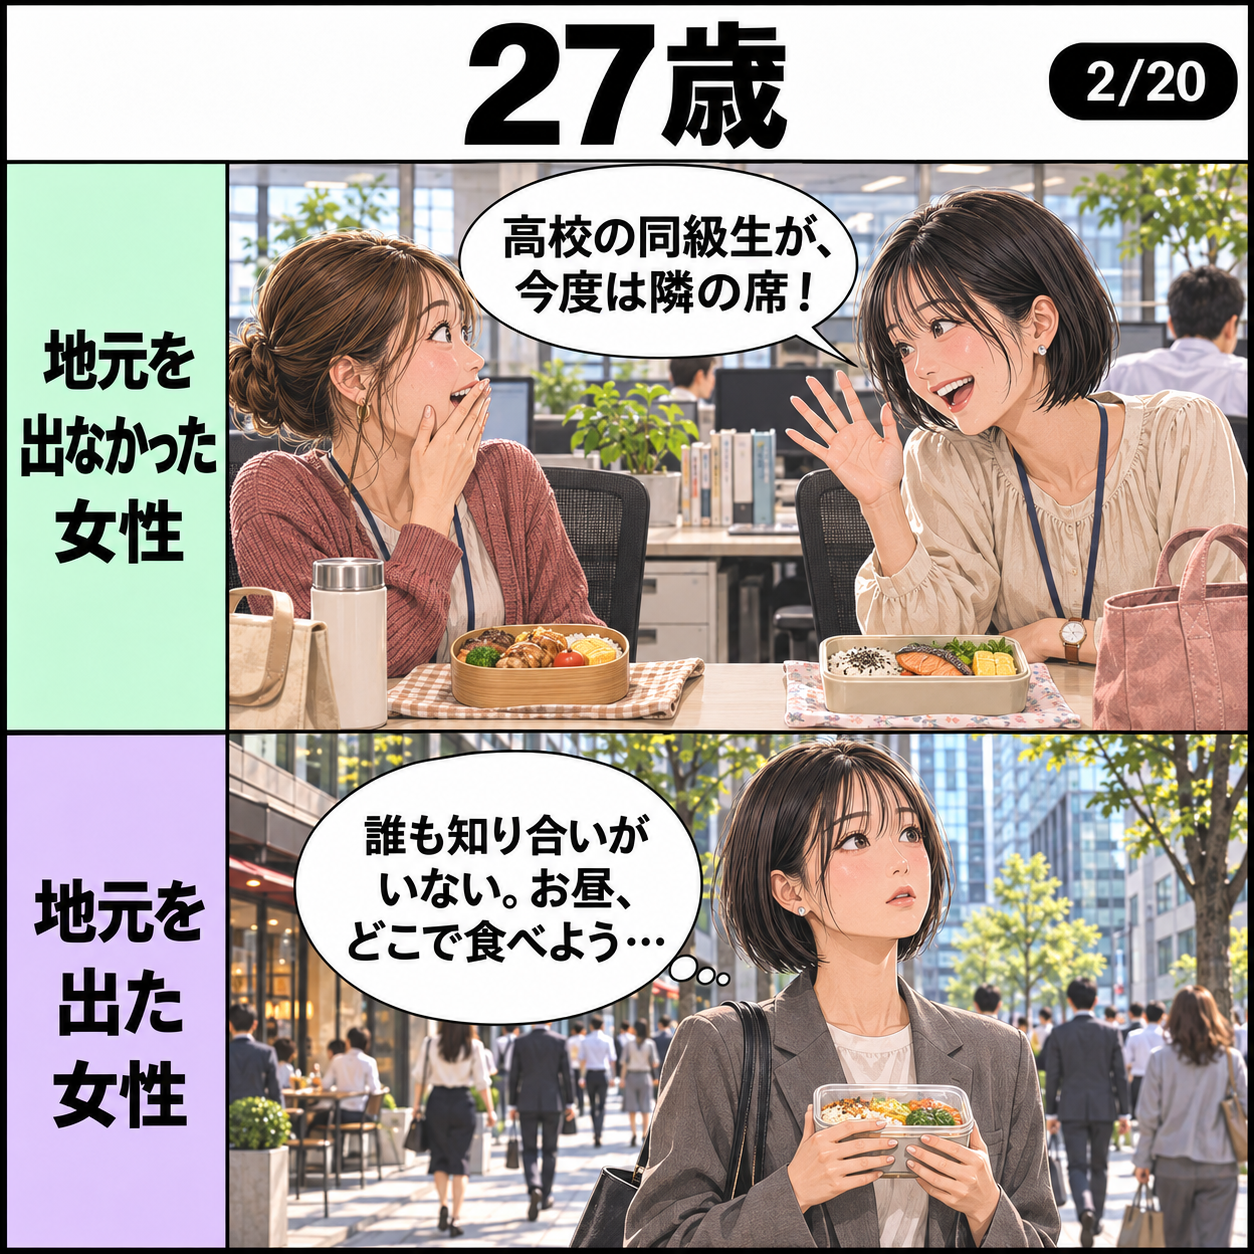 27歳
2/20
地元を
出なかった
女性
高校の同級生が、
今度は隣の席！
地元を
出た
女性
誰も知り合いが
いない。お昼、
どこで食べよう…